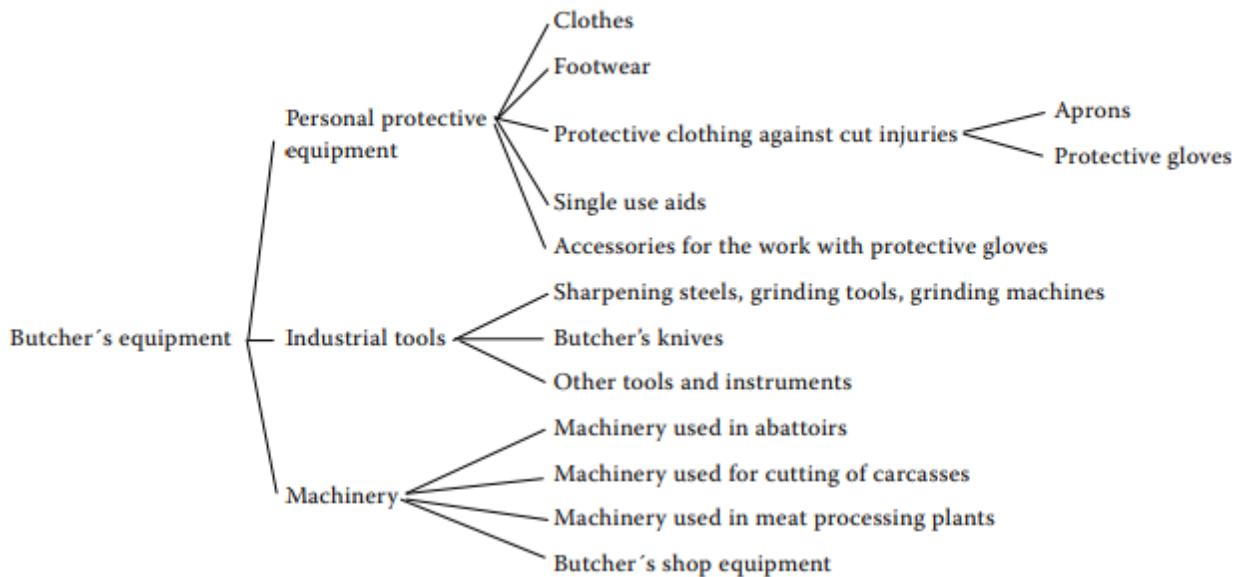 Clothes
Footwear
Personal protective
equipment
Protective clothing against cut injuries
Aprons
Protective gloves
Single use aids
Accessories for the work with protective gloves
Sharpening steels, grinding tools, grinding machines
Butcher´s equipment
Industrial tools
Butcher's knives
Other tools and instruments
Machinery used in abattoirs
Machinery used for cutting of carcasses
Machinery
Machinery used in meat processing plants
Butcher´s shop equipment